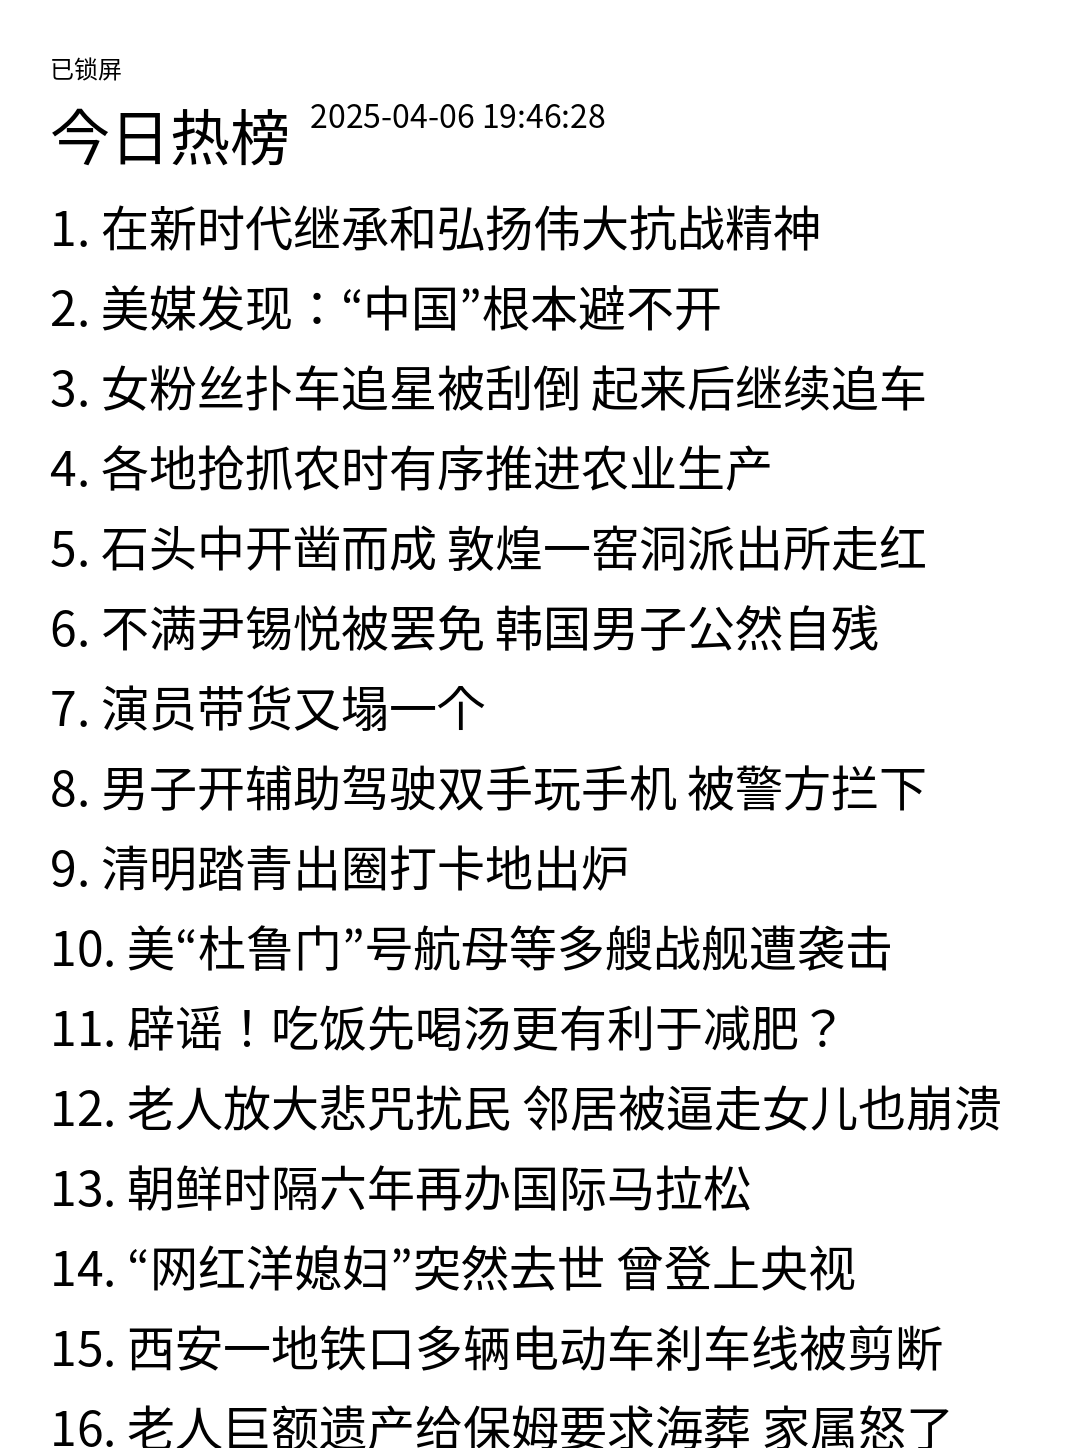 已锁屏
今日热榜 2025-04-06 19:46:28
1. 在新时代继承和弘扬伟大抗战精神
2. 美媒发现：“中国”根本避不开
3. 女粉丝扑车追星被刮倒 起来后继续追车
4. 各地抢抓农时有序推进农业生产
5. 石头中开凿而成 敦煌一窑洞派出所走红
6. 不满尹锡悦被罢免 韩国男子公然自残
7. 演员带货又塌一个
8. 男子开辅助驾驶双手玩手机 被警方拦下
9. 清明踏青出圈打卡地出炉
10. 美“杜鲁门”号航母等多艘战舰遭袭击
11. 辟谣！吃饭先喝汤更有利于减肥？
12. 老人放大悲咒扰民 邻居被逼走女儿也崩溃
13. 朝鲜时隔六年再办国际马拉松
14. “网红洋媳妇”突然去世 曾登上央视
15. 西安一地铁口多辆电动车刹车线被剪断
16. 老人巨额遗产给保姆要求海葬 家属怒了